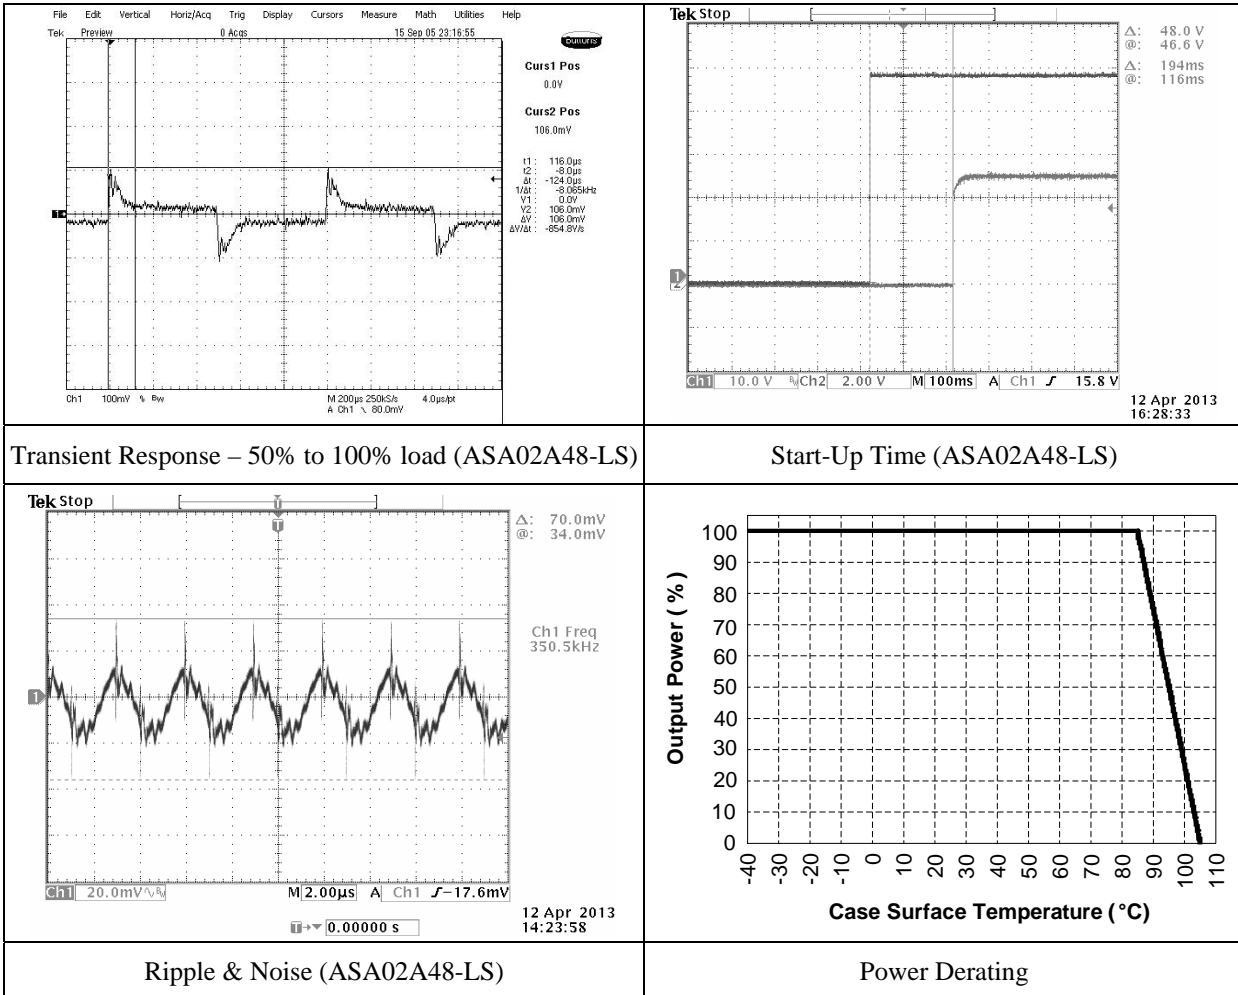 File Edit Vertical Horiz/Acq Trig Display Cursors Measure Math Utilities Help
Tek Preview 0 Acqs 15 Sep 05 23:16:55
Buttons
Curs1 Pos
0.0V
Curs2 Pos
106.0mV
t1 : 116.0µs
t2 : -8.0µs
Δt : -124.0µs
1/Δt : -8.065kHz
V1 : 0.0V
V2 : 106.0mV
ΔV : 106.0mV
ΔV/Δt : -854.8V/s
1
Ch1 100mV BW
M 200µs 250kS/s 4.0µs/pt
A Ch1 \ 80.0mV
Tek Stop
Δ: 48.0 V
@: 46.6 V
Δ: 194ms
@: 116ms
1
2
Ch1 10.0 V BW Ch2 2.00 V M 100ms A Ch1 15.8 V
12 Apr 2013
16:28:33
Transient Response – 50% to 100% load (ASA02A48-LS)
Start-Up Time (ASA02A48-LS)
Tek Stop
T
T
Δ: 70.0mV
@: 34.0mV
Ch1 Freq
350.5kHz
1
Ch1 20.0mV∿BW M 2.00µs A Ch1 -17.6mV
12 Apr 2013
14:23:58
T→▼ 0.00000 s
Output Power ( % )
100
90
80
70
60
50
40
30
20
10
0
-40 -30 -20 -10 0 10 20 30 40 50 60 70 80 90 100 110
Case Surface Temperature ( °C)
Ripple & Noise (ASA02A48-LS)
Power Derating